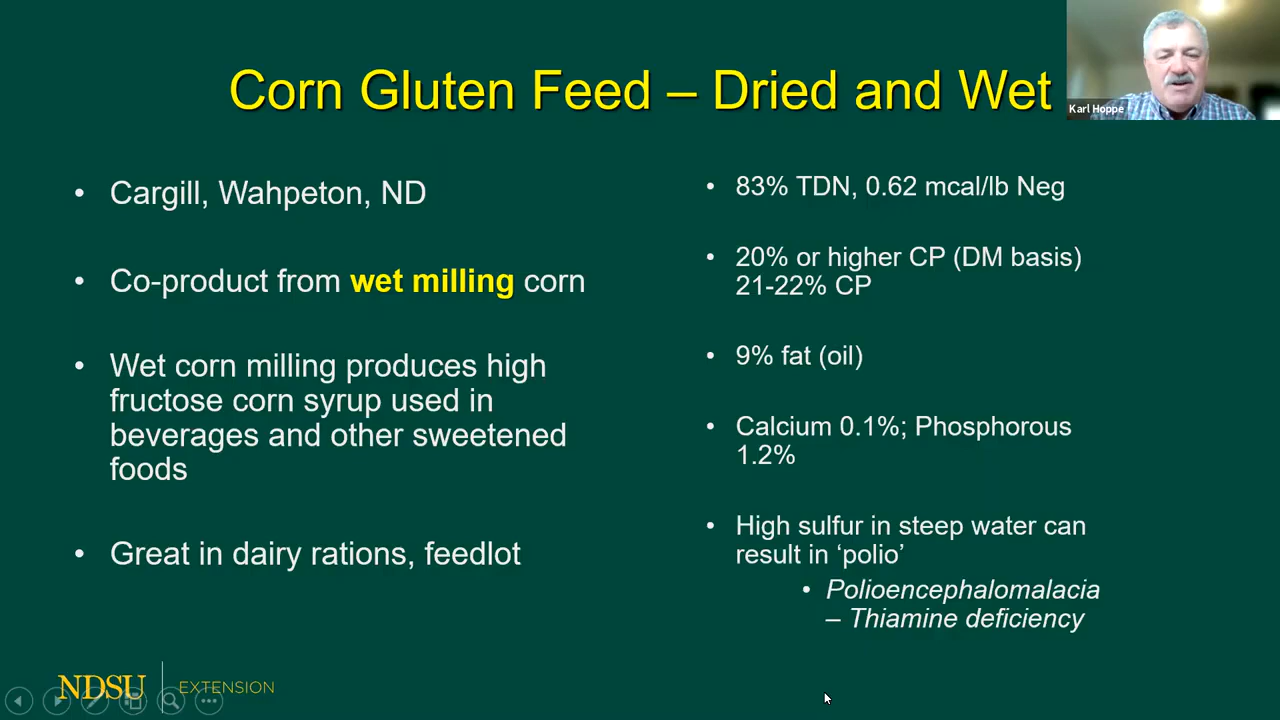 Corn Gluten Feed – Dried and Wet
Karl Hoppe
• Cargill, Wahpeton, ND
• Co-product from wet milling corn
• Wet corn milling produces high
fructose corn syrup used in
beverages and other sweetened
foods
• Great in dairy rations, feedlot
• 83% TDN, 0.62 mcal/lb Neg
• 20% or higher CP (DM basis)
21-22% CP
• 9% fat (oil)
• Calcium 0.1%; Phosphorous
1.2%
• High sulfur in steep water can
result in ‘polio’
• Polioencephalomalacia
– Thiamine deficiency
NDSU EXTENSION